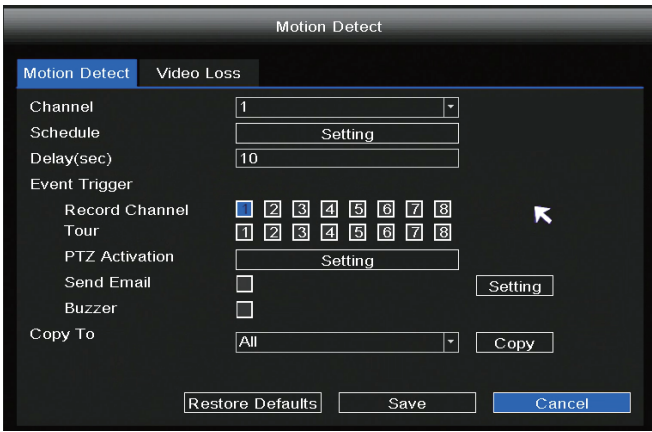 Motion Detect
Motion Detect Video Loss
Channel 1
Schedule Setting
Delay(sec) 10
Event Trigger
Record Channel 1 2 3 4 5 6 7 8
Tour 1 2 3 4 5 6 7 8
PTZ Activation Setting
Send Email Setting
Buzzer
Copy To All Copy
Restore Defaults Save Cancel